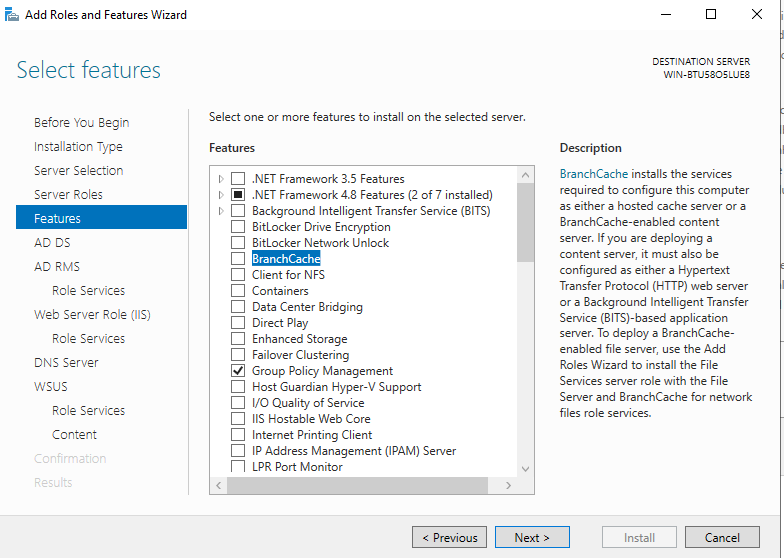 Add Roles and Features Wizard
Select features
DESTINATION SERVER
WIN-BTU58O5LUE8
Before You Begin
Installation Type
Server Selection
Server Roles
Features
AD DS
AD RMS
Role Services
Web Server Role (IIS)
Role Services
DNS Server
WSUS
Role Services
Content
Confirmation
Results
Select one or more features to install on the selected server.
Features
.NET Framework 3.5 Features
.NET Framework 4.8 Features (2 of 7 installed)
Background Intelligent Transfer Service (BITS)
BitLocker Drive Encryption
BitLocker Network Unlock
BranchCache
Client for NFS
Containers
Data Center Bridging
Direct Play
Enhanced Storage
Failover Clustering
Group Policy Management
Host Guardian Hyper-V Support
I/O Quality of Service
IIS Hostable Web Core
Internet Printing Client
IP Address Management (IPAM) Server
LPR Port Monitor
Description
BranchCache installs the services
required to configure this computer
as either a hosted cache server or a
BranchCache-enabled content
server. If you are deploying a
content server, it must also be
configured as either a Hypertext
Transfer Protocol (HTTP) web server
or a Background Intelligent Transfer
Service (BITS)-based application
server. To deploy a BranchCache-
enabled file server, use the Add
Roles Wizard to install the File
Services server role with the File
Server and BranchCache for network
files role services.
< Previous
Next >
Install
Cancel